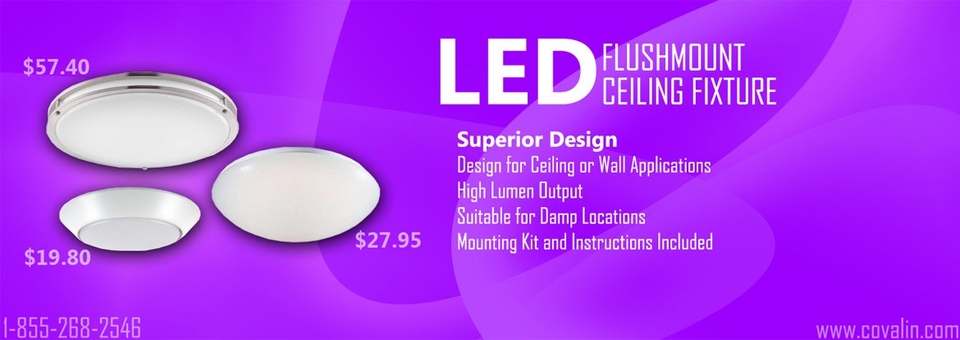 $57.40
$19.80
$27.95
LED FLUSHMOUNT
CEILING FIXTURE
Superior Design
Design for Ceiling or Wall Applications
High Lumen Output
Suitable for Damp Locations
Mounting Kit and Instructions Included
1-855-268-2546
www.covalin.com